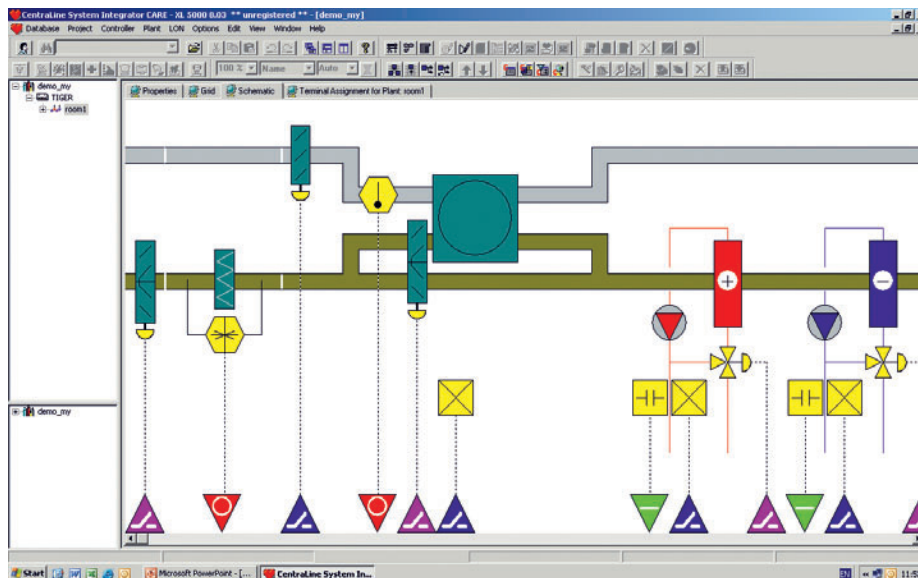 CentraLine System Integrator CARE - XL 5000 8.03 ** unregistered ** - [demo_my]
Database Project Controller Plant LON Options Edit View Window Help
100 % Name Auto
demo_my
TIGER
room1
Properties Grid Schematic Terminal Assignment for Plant: room1
demo_my
Start Microsoft PowerPoint - [... CentraLine System In... EN